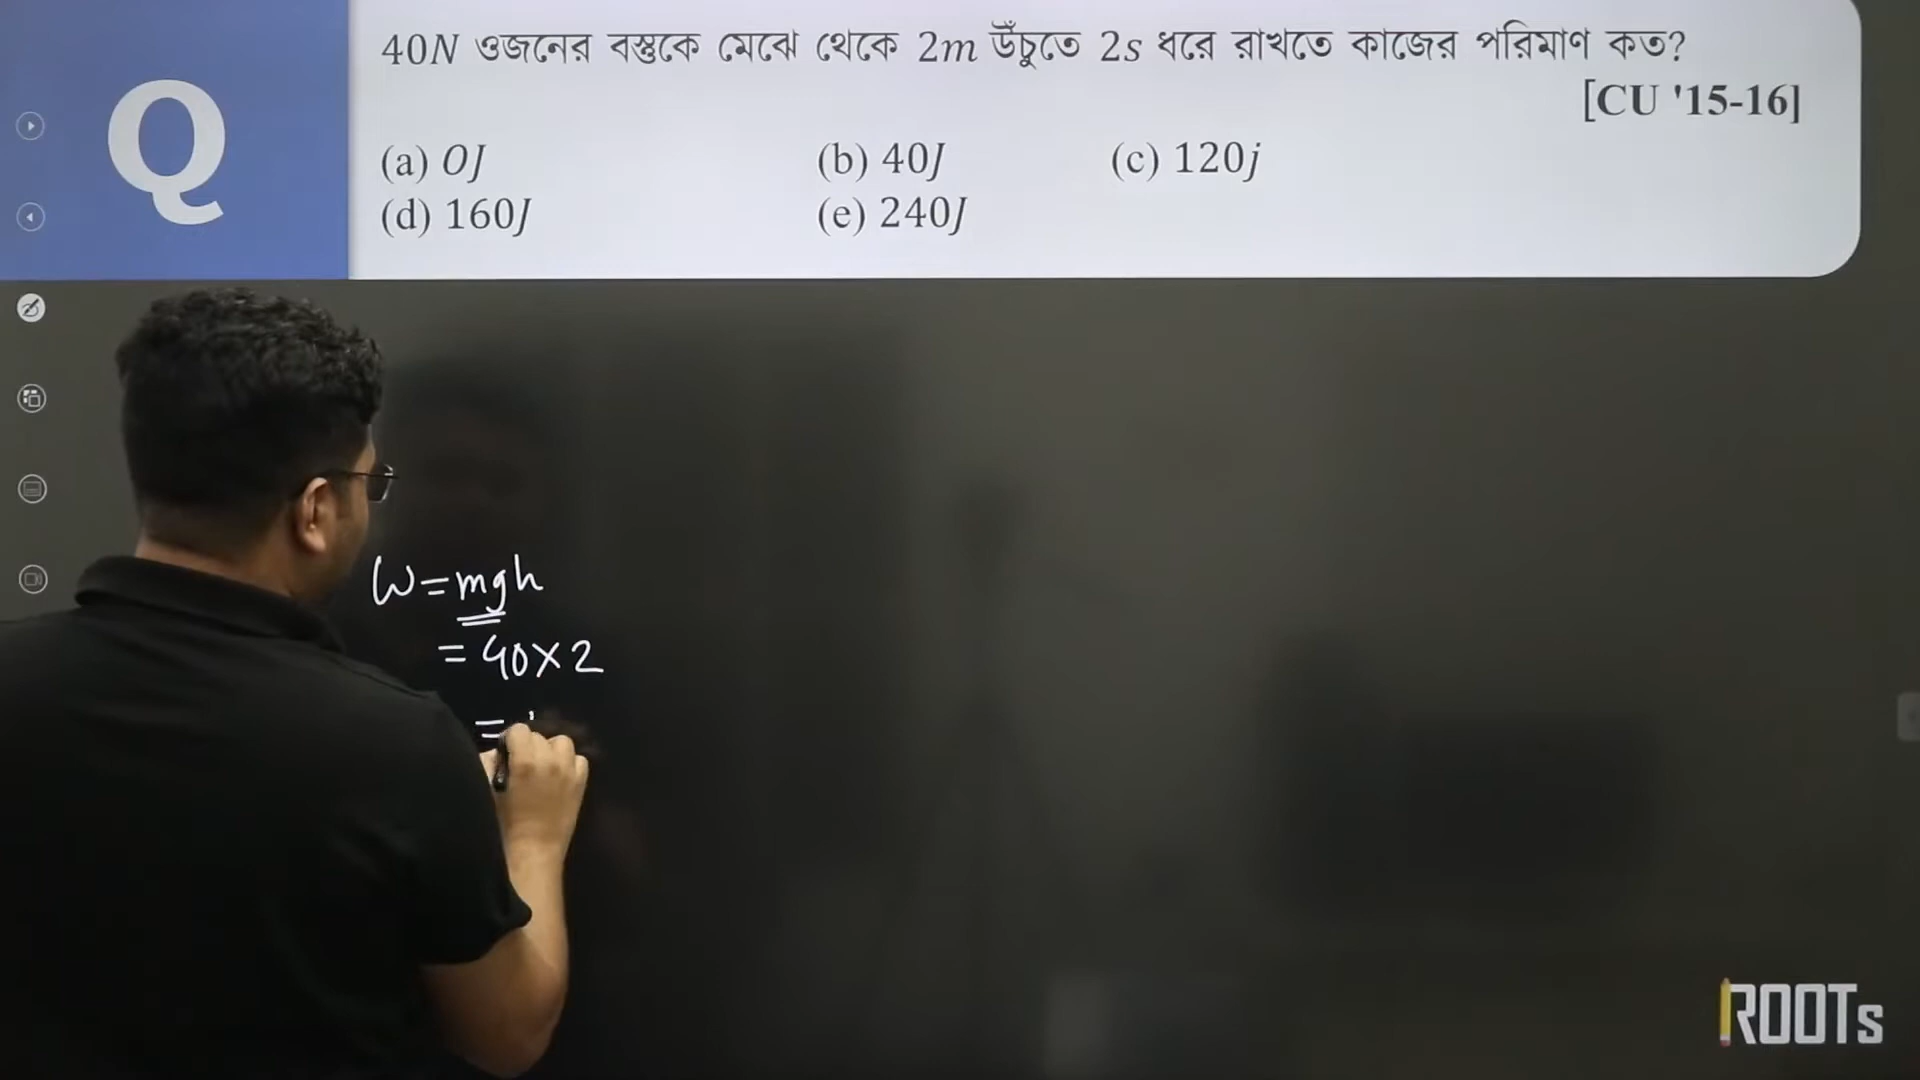 Q
40N ওজনের বস্তুকে মেঝে থেকে 2m উঁচুতে 2s ধরে রাখতে কাজের পরিমাণ কত?
[CU '15-16]
(a) OJ (b) 40J (c) 120j
(d) 160J (e) 240J
W=mgh
= 40×2
=
ROOTs